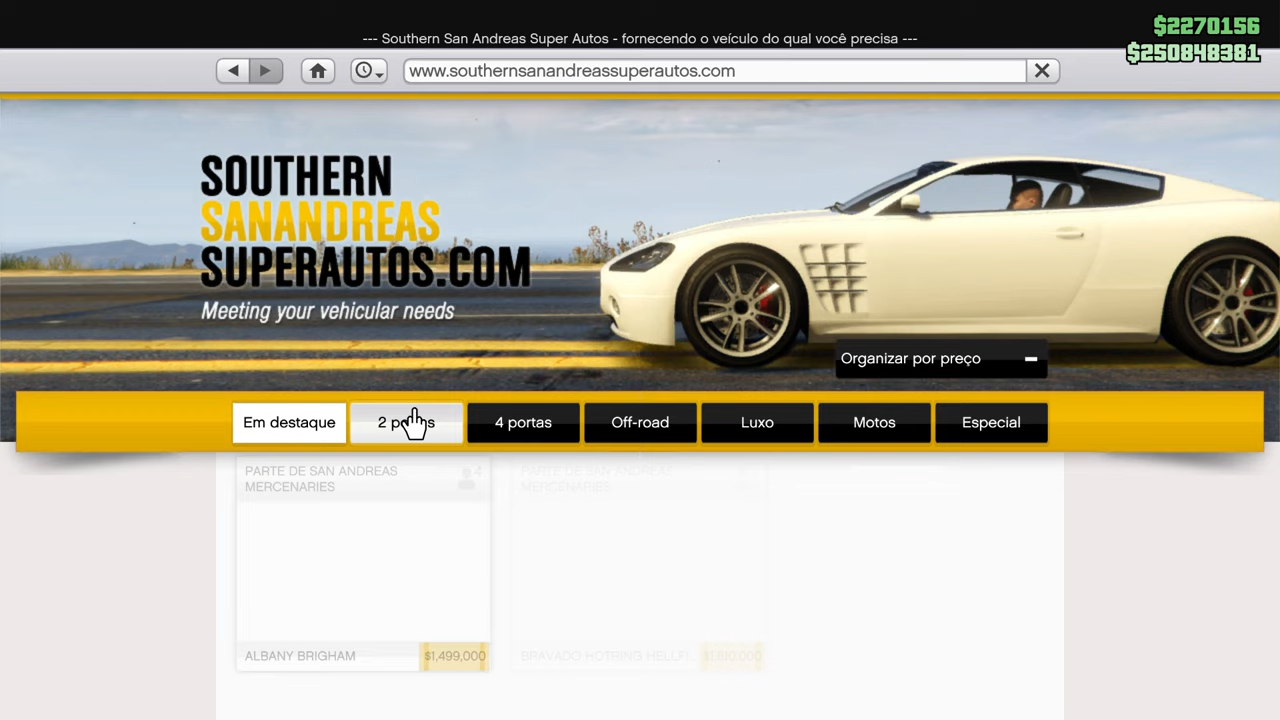 $2270156
--- Southern San Andreas Super Autos - fornecendo o veículo do qual você precisa ---
$250848381
www.southernsanandreassuperautos.com
SOUTHERN
SANANDREAS
SUPERAUTOS.COM
Meeting your vehicular needs
Organizar por preço
Em destaque
2 portas
4 portas
Off-road
Luxo
Motos
Especial
PARTE DE SAN ANDREAS
MERCENARIES
4
PARTE DE SAN ANDREAS
MERCENARIES
ALBANY BRIGHAM
$1,499,000
BRAVADO HOTRING HELLFI...
$1,810,000